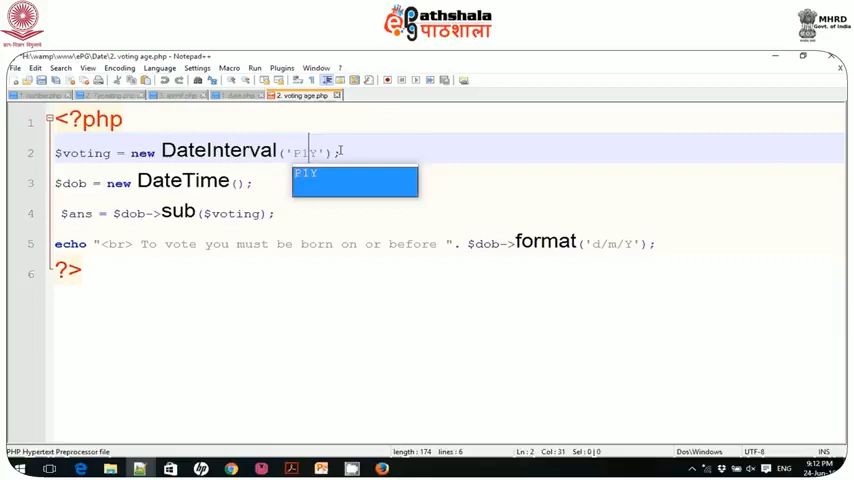 Pathshala
पाठशाला
MHRD
Govt. of India
H:\wamp\www\ePG\Date\2. voting age.php - Notepad++
File Edit Search View Encoding Language Settings Macro Run Plugins Window ?
2. voting age.php
1 <?php
2 $voting = new DateInterval('P1Y');
P1Y
3 $dob = new DateTime();
4 $ans = $dob->sub($voting);
5 echo "<br> To vote you must be born on or before ". $dob->format('d/m/Y');
6 ?>
PHP Hypertext Preprocessor file length : 174 lines : 6 Ln : 2 Col : 31 Sel : 0 | 0 Dos\Windows UTF-8 INS
ENG 9:12 PM
24-Jun-1